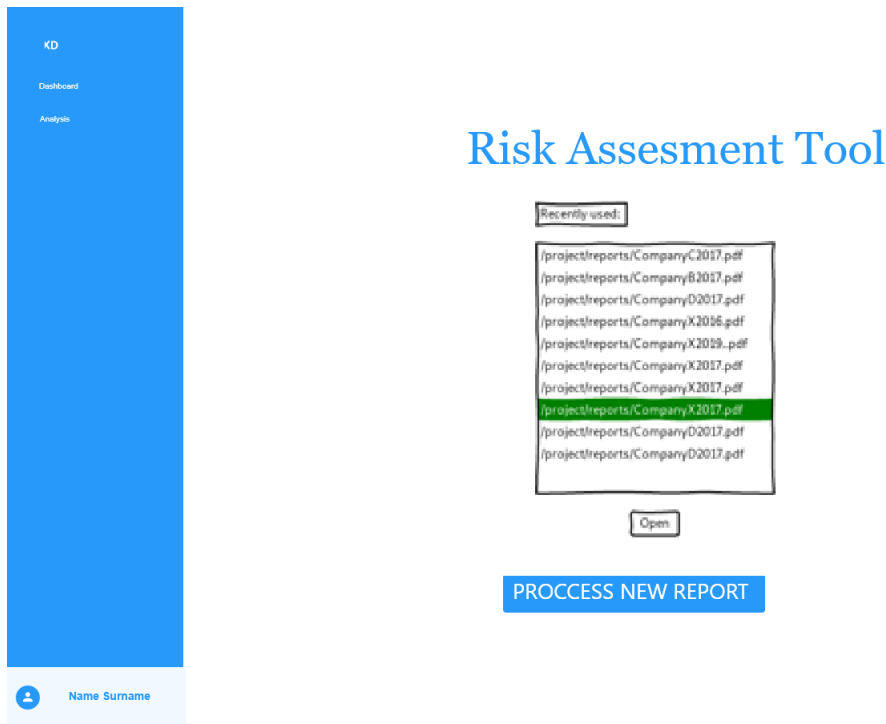 XD
Dashboard
Analysis
Risk Assesment Tool
Recently used:
/project/reports/CompanyC2017.pdf
/project/reports/CompanyB2017.pdf
/project/reports/CompanyD2017.pdf
/project/reports/CompanyX2016.pdf
/project/reports/CompanyX2019..pdf
/project/reports/CompanyX2017.pdf
/project/reports/CompanyX2017.pdf
/project/reports/CompanyX2017.pdf
/project/reports/CompanyD2017.pdf
/project/reports/CompanyD2017.pdf
Open
PROCCESS NEW REPORT
Name Surname